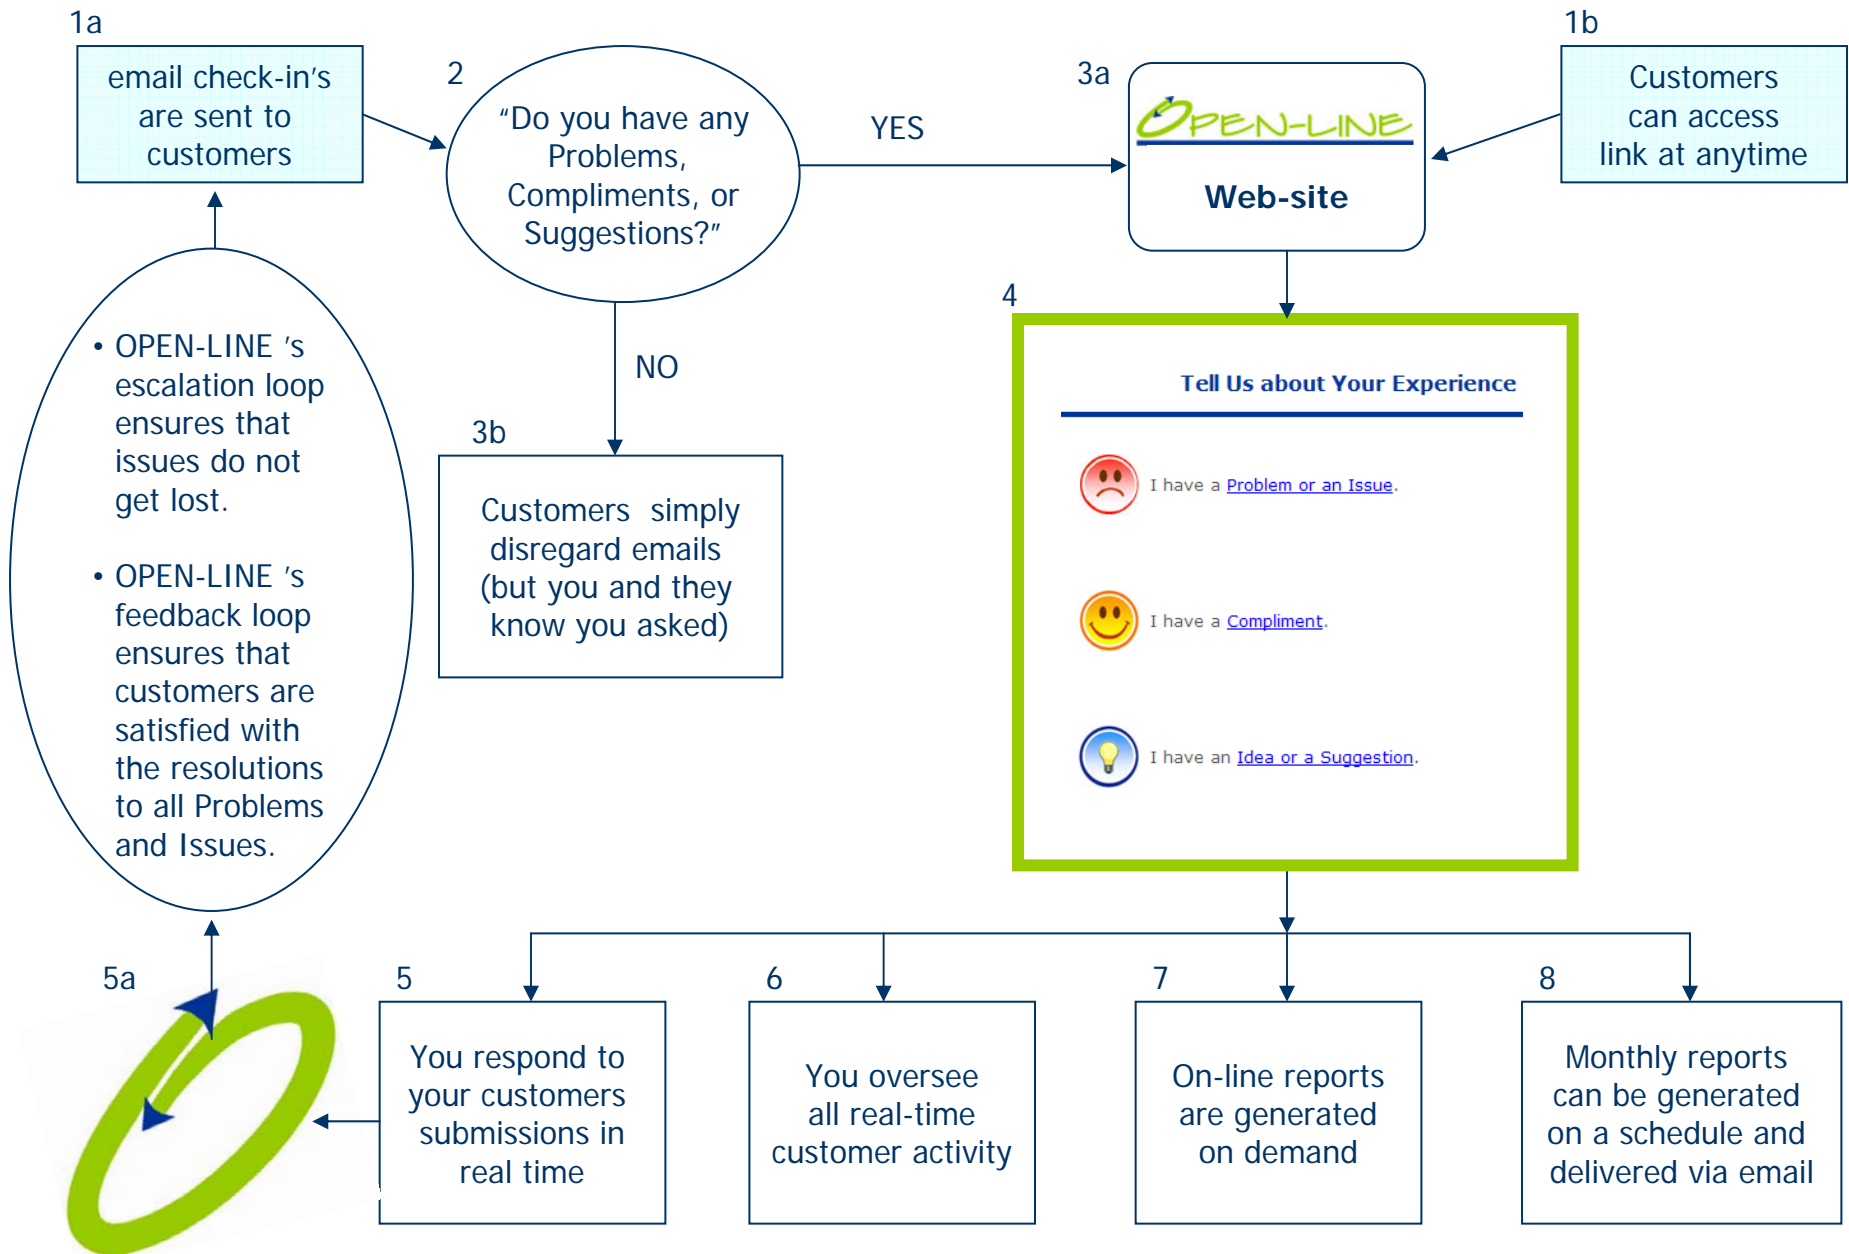 1a
email check-in's
are sent to
customers
2
“Do you have any
Problems,
Compliments, or
Suggestions?”
YES
3a
OPEN-LINE
Web-site
1b
Customers
can access
link at anytime
NO
3b
Customers  simply
disregard emails
(but you and they
know you asked)
• OPEN-LINE ’s
escalation loop
ensures that
issues do not
get lost.
• OPEN-LINE ’s
feedback loop
ensures that
customers are
satisfied with
the resolutions
to all Problems
and Issues.
4
Tell Us about Your Experience
I have a Problem or an Issue.
I have a Compliment.
I have an Idea or a Suggestion.
5a
5
You respond to
your customers
submissions in
real time
6
You oversee
all real-time
customer activity
7
On-line reports
are generated
on demand
8
Monthly reports
can be generated
on a schedule and
delivered via email